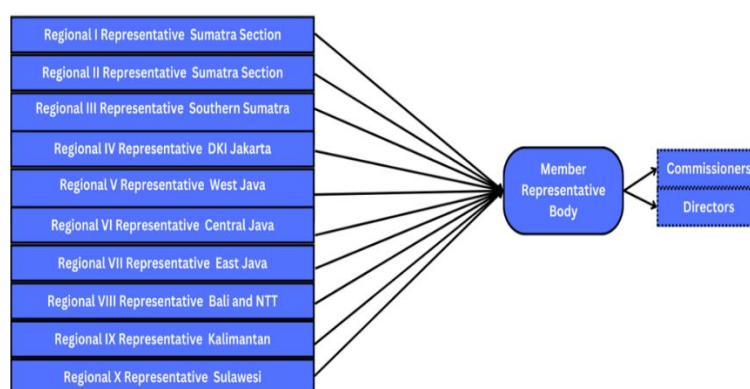 Regional I Representative Sumatra Section
Regional II Representative Sumatra Section
Regional III Representative Southern Sumatra
Regional IV Representative DKI Jakarta
Regional V Representative West Java
Regional VI Representative Central Java
Regional VII Representative East Java
Regional VIII Representative Bali and NTT
Regional IX Representative Kalimantan
Regional X Representative Sulawesi
Member
Representative
Body
Commissioners
Directors